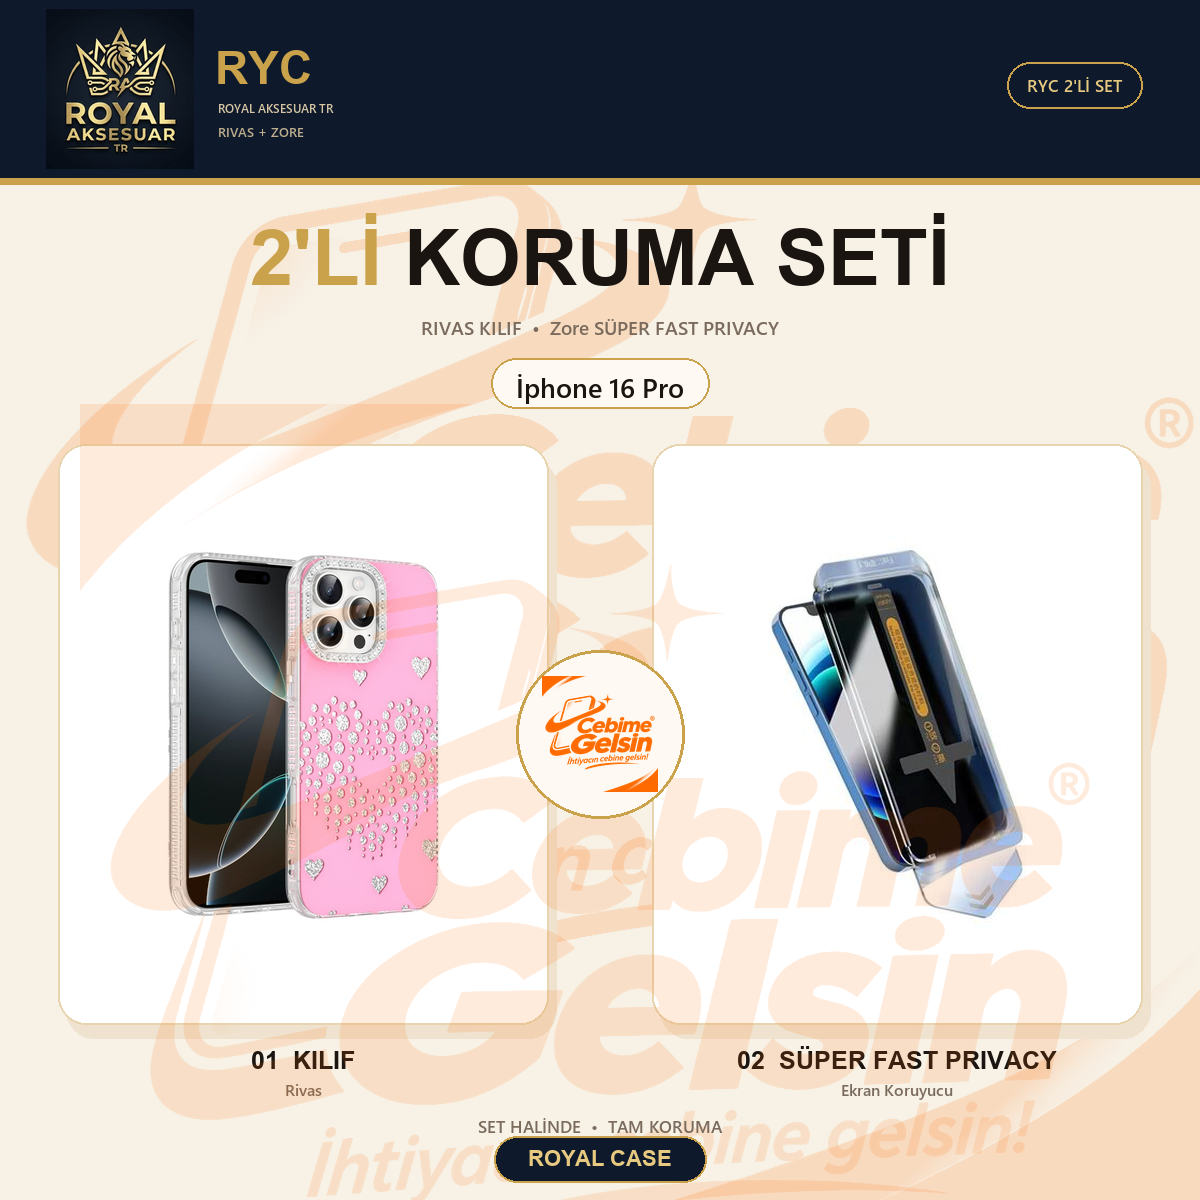 ROYAL
AKSESUAR
TR
RYC
ROYAL AKSESUAR TR
RIVAS + ZORE
RYC 2'Lİ SET
2'Lİ KORUMA SETİ
RIVAS KILIF • Zore SÜPER FAST PRIVACY
İphone 16 Pro
Cebime
Gelsin
İhtiyacın cebine gelsin!
Cebime
Gelsin
01 KILIF
Rivas
02 SÜPER FAST PRIVACY
Ekran Koruyucu
SET HALİNDE • TAM KORUMA
ROYAL CASE